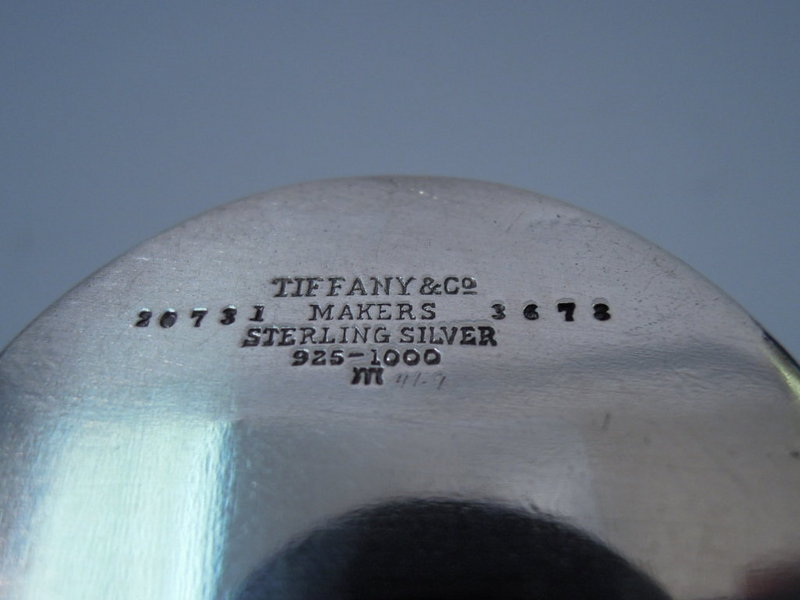 TIFFANY & Co
20731 MAKERS 3678
STERLING SILVER
925-1000
m